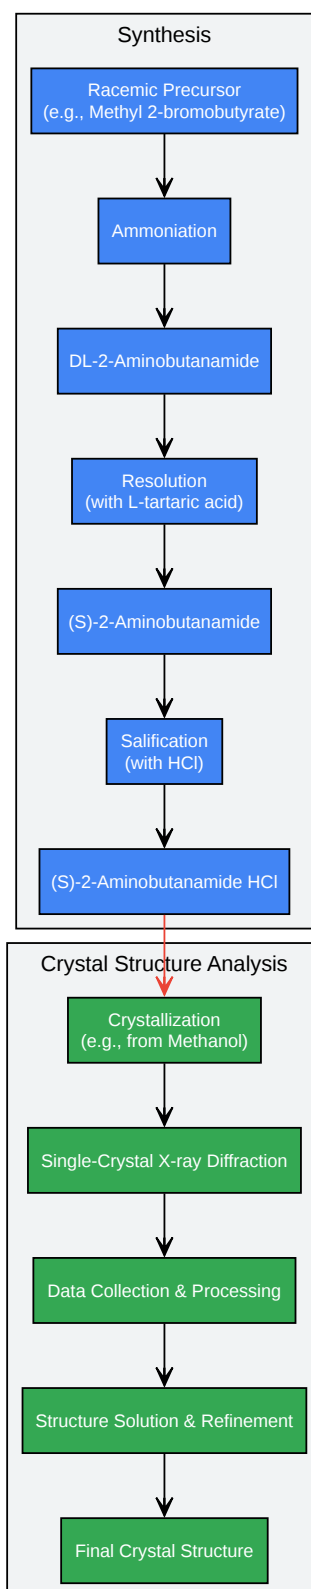 Synthesis
Racemic Precursor
(e.g., Methyl 2-bromobutyrate)
Ammoniation
DL-2-Aminobutanamide
Resolution
(with L-tartaric acid)
(S)-2-Aminobutanamide
Salification
(with HCl)
(S)-2-Aminobutanamide HCl
Crystal Structure Analysis
Crystallization
(e.g., from Methanol)
Single-Crystal X-ray Diffraction
Data Collection & Processing
Structure Solution & Refinement
Final Crystal Structure